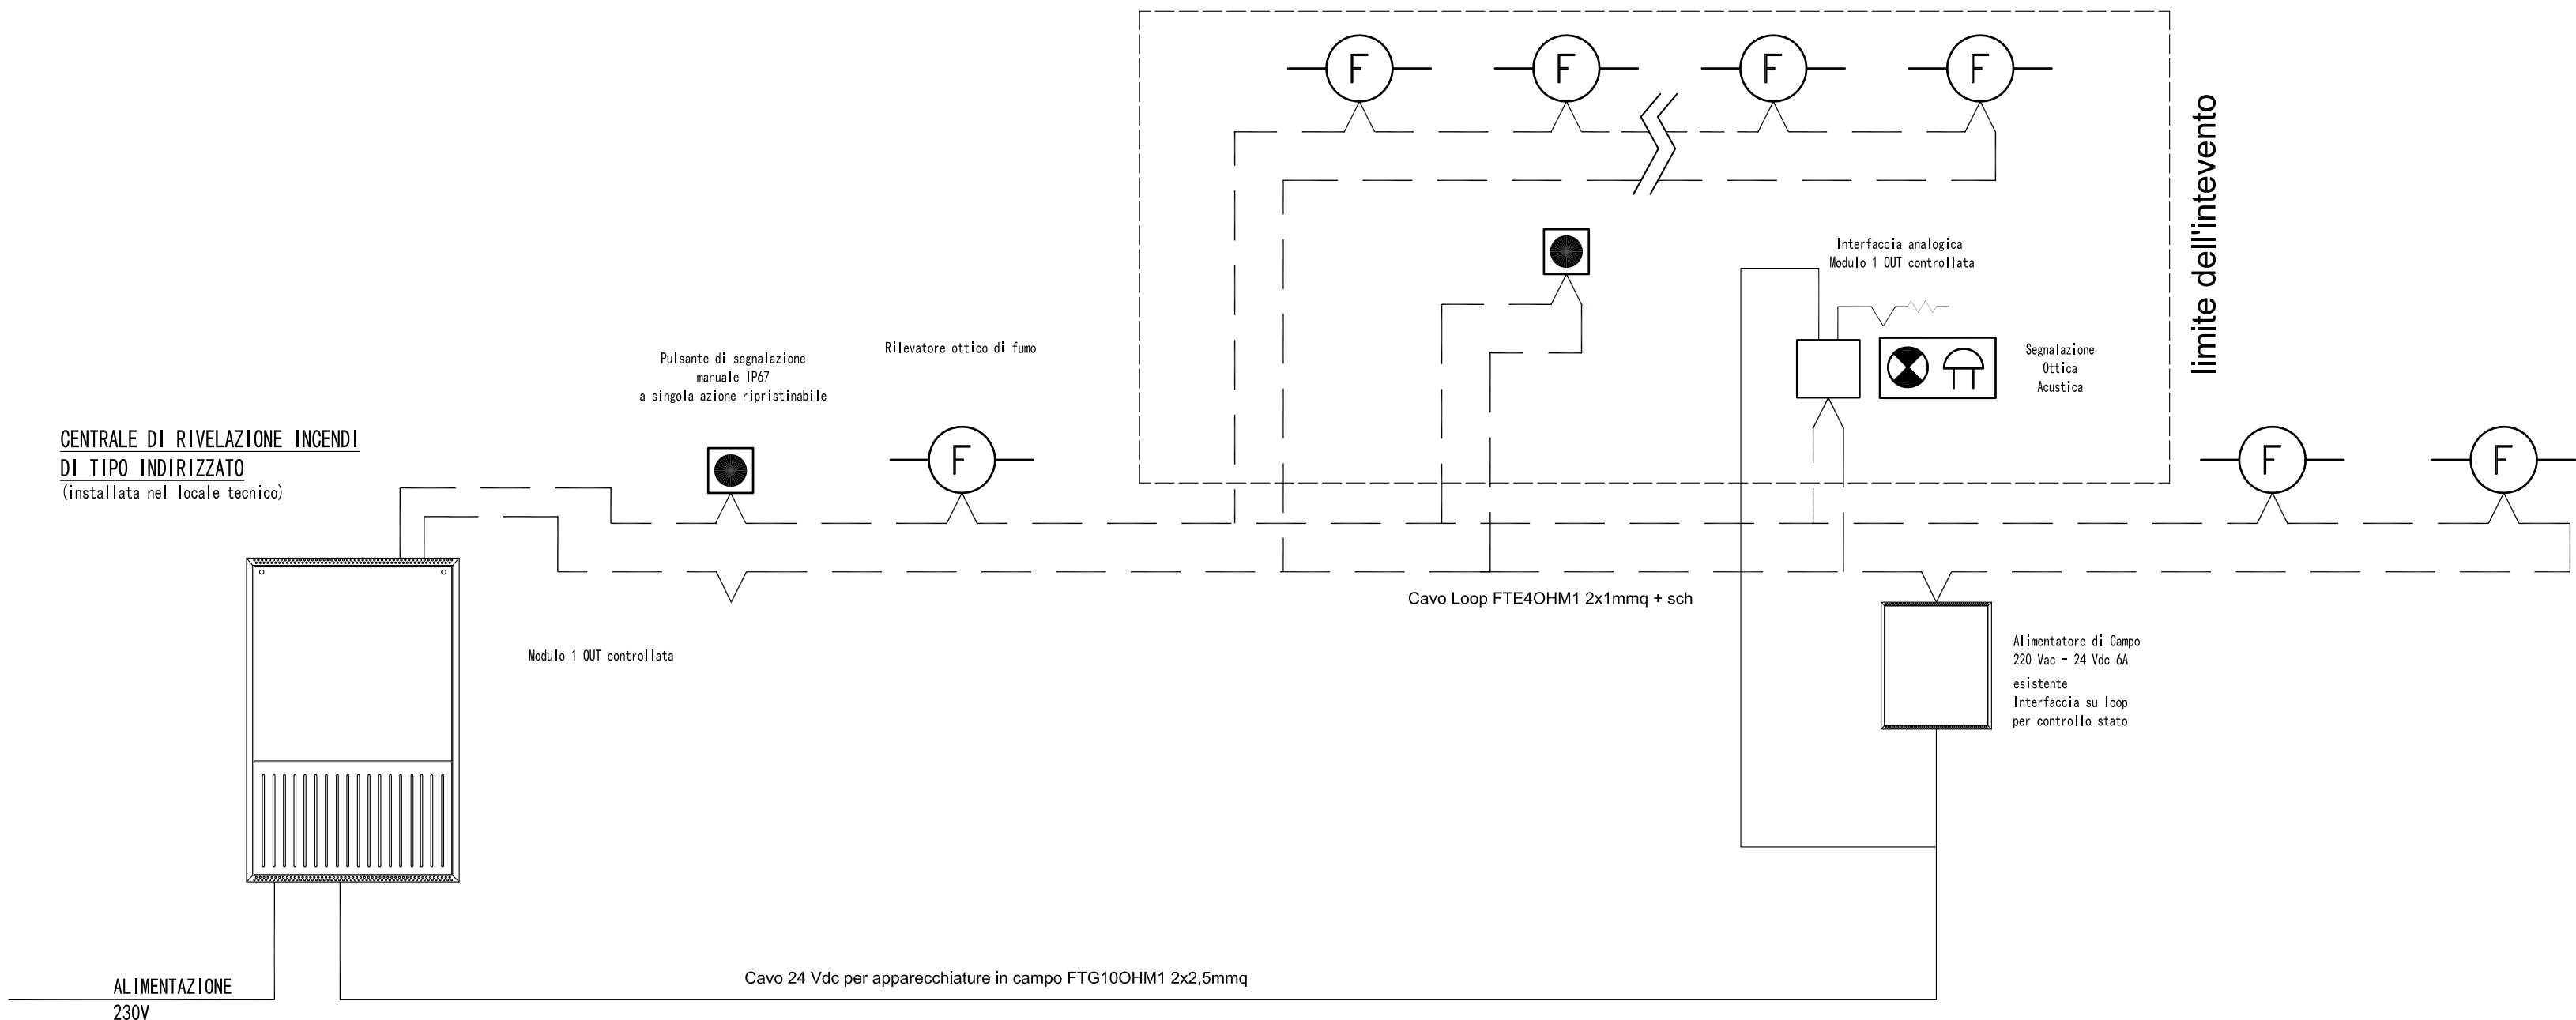 F
F
F
F
limite dell'intevento
Interfaccia analogica
Modulo 1 OUT controllata
Segnalazione
Ottica
Acustica
Pulsante di segnalazione
manuale IP67
a singola azione ripristinabile
Rilevatore ottico di fumo
CENTRALE DI RIVELAZIONE INCENDI
DI TIPO INDIRIZZATO
(installata nel locale tecnico)
F
F
F
Cavo Loop FTE4OHM1 2x1mmq + sch
Modulo 1 OUT controllata
Alimentatore di Campo
220 Vac - 24 Vdc 6A
esistente
Interfaccia su loop
per controllo stato
Cavo 24 Vdc per apparecchiature in campo FTG10OHM1 2x2,5mmq
ALIMENTAZIONE
230V